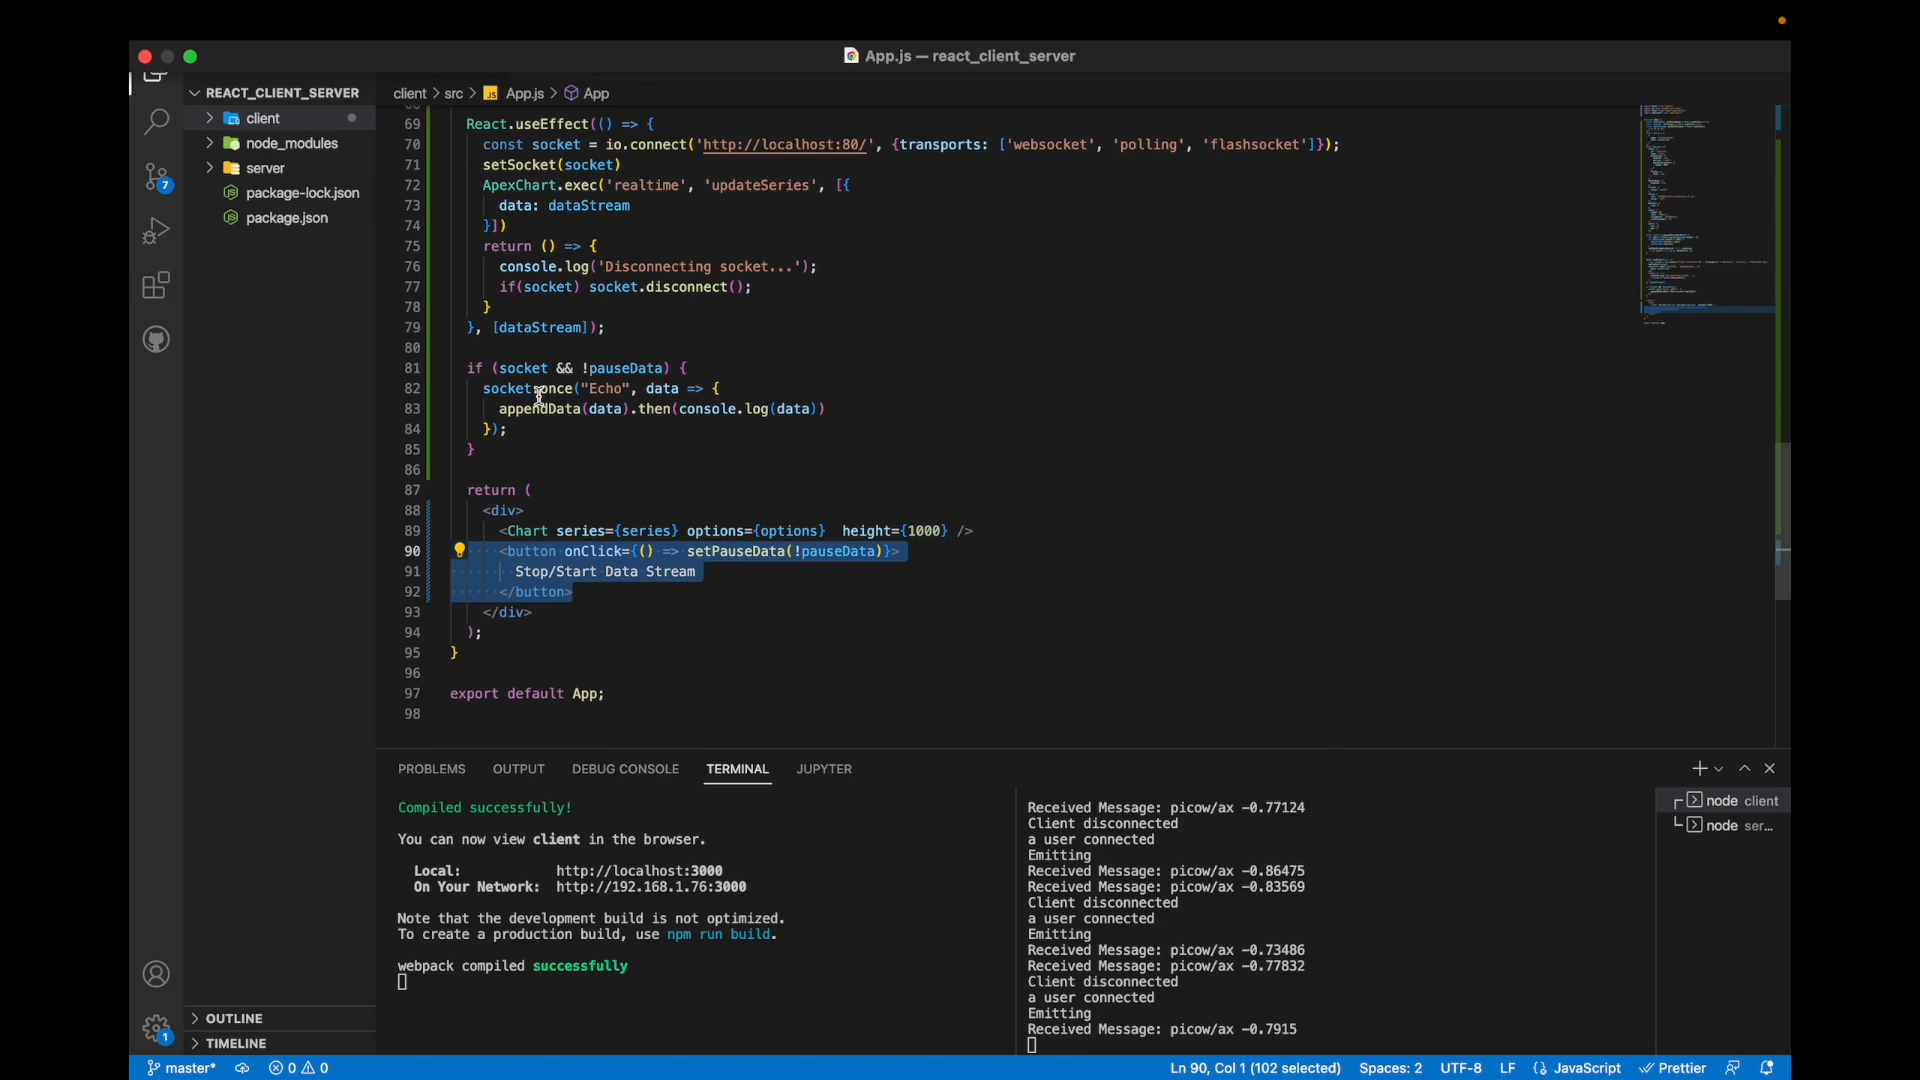 App.js — react_client_server
REACT_CLIENT_SERVER
client
node_modules
server
package-lock.json
package.json
client > src > JS App.js > App
69 React.useEffect(() => {
70 const socket = io.connect('http://localhost:80/', {transports: ['websocket', 'polling', 'flashsocket']});
71 setSocket(socket)
72 ApexChart.exec('realtime', 'updateSeries', [{
73 data: dataStream
74 }])
75 return () => {
76 console.log('Disconnecting socket...');
77 if(socket) socket.disconnect();
78 }
79 }, [dataStream]);
80
81 if (socket && !pauseData) {
82 socket.once("Echo", data => {
83 appendData(data).then(console.log(data))
84 });
85 }
86
87 return (
88 <div>
89 <Chart series={series} options={options}  height={1000} />
90 <button onClick={() => setPauseData(!pauseData)}>
91 Stop/Start Data Stream
92 </button>
93 </div>
94 );
95 }
96
97 export default App;
98
PROBLEMS OUTPUT DEBUG CONSOLE TERMINAL JUPYTER
Compiled successfully!
You can now view client in the browser.
Local: http://localhost:3000
On Your Network: http://192.168.1.76:3000
Note that the development build is not optimized.
To create a production build, use npm run build.
webpack compiled successfully
Received Message: picow/ax -0.77124
Client disconnected
a user connected
Emitting
Received Message: picow/ax -0.86475
Received Message: picow/ax -0.83569
Client disconnected
a user connected
Emitting
Received Message: picow/ax -0.73486
Received Message: picow/ax -0.77832
Client disconnected
a user connected
Emitting
Received Message: picow/ax -0.7915
node client
node ser...
7
1
OUTLINE
TIMELINE
master* 0 0 Ln 90, Col 1 (102 selected) Spaces: 2 UTF-8 LF {} JavaScript Prettier